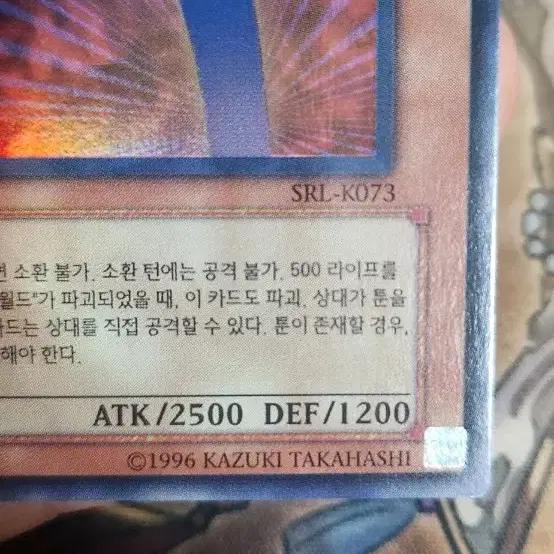 SRL-K073
면 소환 불가. 소환 턴에는 공격 불가. 500 라이프를
월드"가 파괴되었을 때, 이 카드도 파괴. 상대가 툰을
카드는 상대를 직접 공격할 수 있다. 툰이 존재할 경우,
해야 한다.
ATK/2500 DEF/1200
©1996 KAZUKI TAKAHASHI